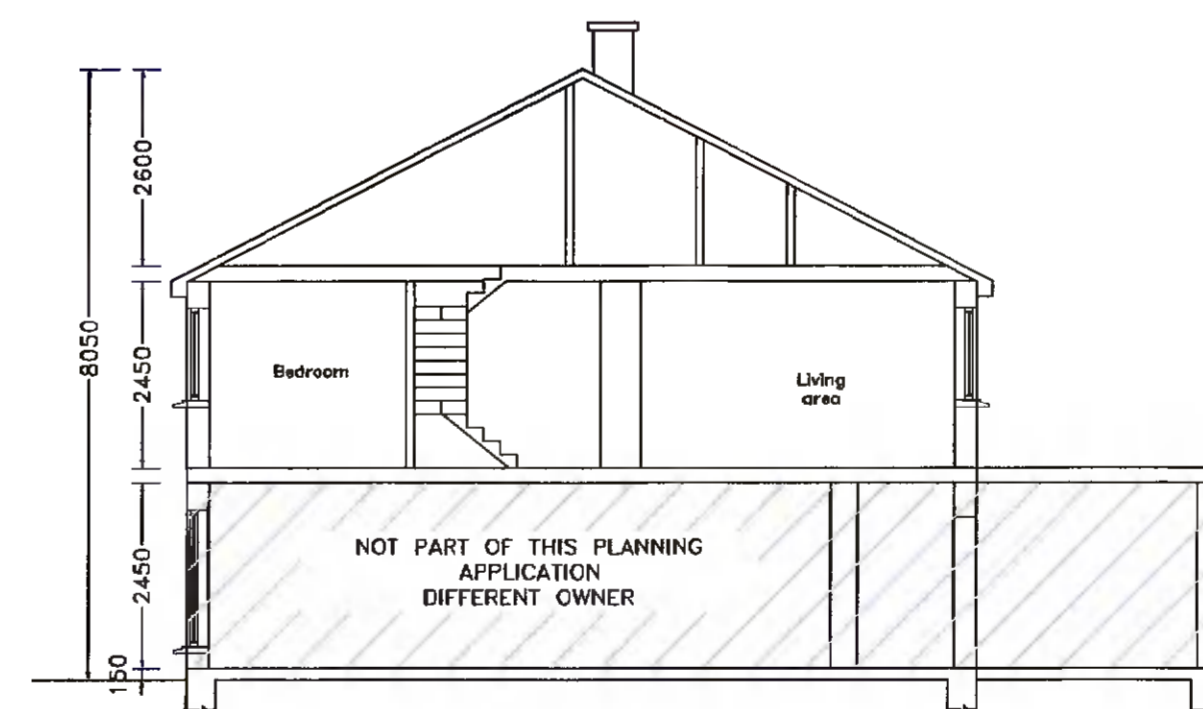 2600
8050
2450
Bedroom
Living
area
NOT PART OF THIS PLANNING
APPLICATION
DIFFERENT OWNER
2450
150